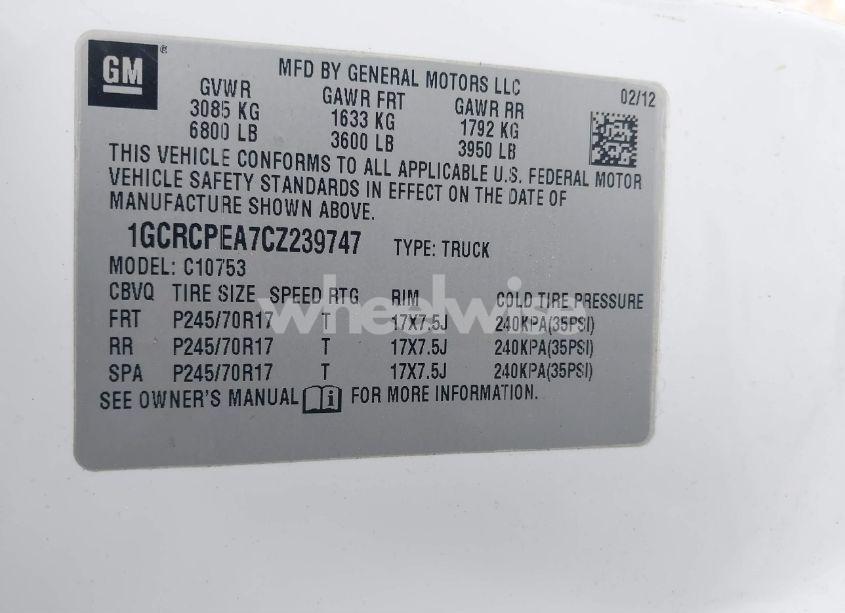 GM ®
MFD BY GENERAL MOTORS LLC
02/12
GVWR GAWR FRT GAWR RR
3085 KG 1633 KG 1792 KG
6800 LB 3600 LB 3950 LB
THIS VEHICLE CONFORMS TO ALL APPLICABLE U.S. FEDERAL MOTOR
VEHICLE SAFETY STANDARDS IN EFFECT ON THE DATE OF
MANUFACTURE SHOWN ABOVE.
1GCRCPEA7CZ239747 TYPE: TRUCK
MODEL: C10753
CBVQ TIRE SIZE SPEED RTG RIM COLD TIRE PRESSURE
wheelwise
FRT P245/70R17 T 17X7.5J 240KPA(35PSI)
RR P245/70R17 T 17X7.5J 240KPA(35PSI)
SPA P245/70R17 T 17X7.5J 240KPA(35PSI)
SEE OWNER'S MANUAL i FOR MORE INFORMATION.